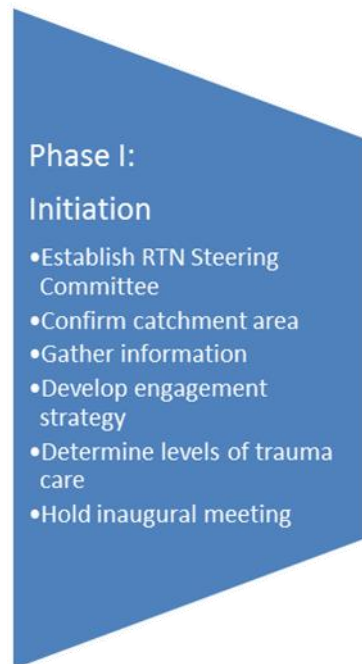 Phase I:
Initiation
•Establish RTN Steering
Committee
•Confirm catchment area
•Gather information
•Develop engagement
strategy
•Determine levels of trauma
care
•Hold inaugural meeting